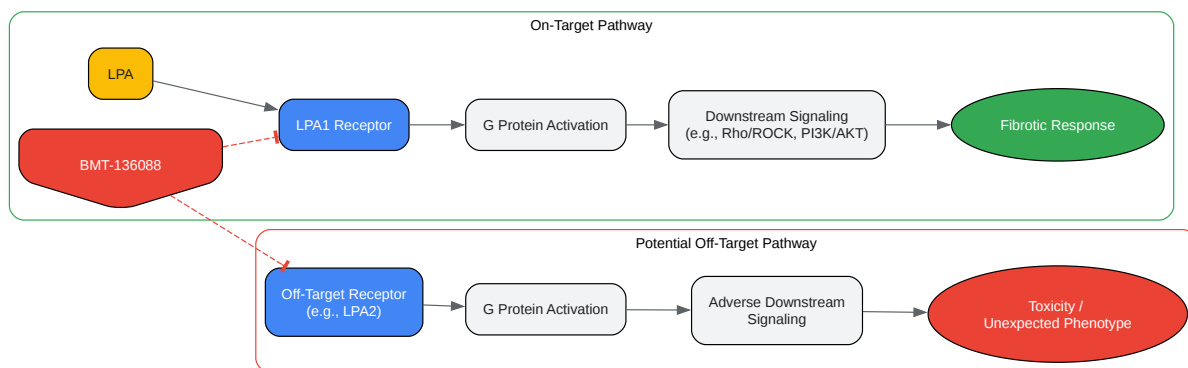 On-Target Pathway
LPA
BMT-136088
LPA1 Receptor
G Protein Activation
Downstream Signaling
(e.g., Rho/ROCK, PI3K/AKT)
Fibrotic Response
Potential Off-Target Pathway
Off-Target Receptor
(e.g., LPA2)
G Protein Activation
Adverse Downstream
Signaling
Toxicity /
Unexpected Phenotype